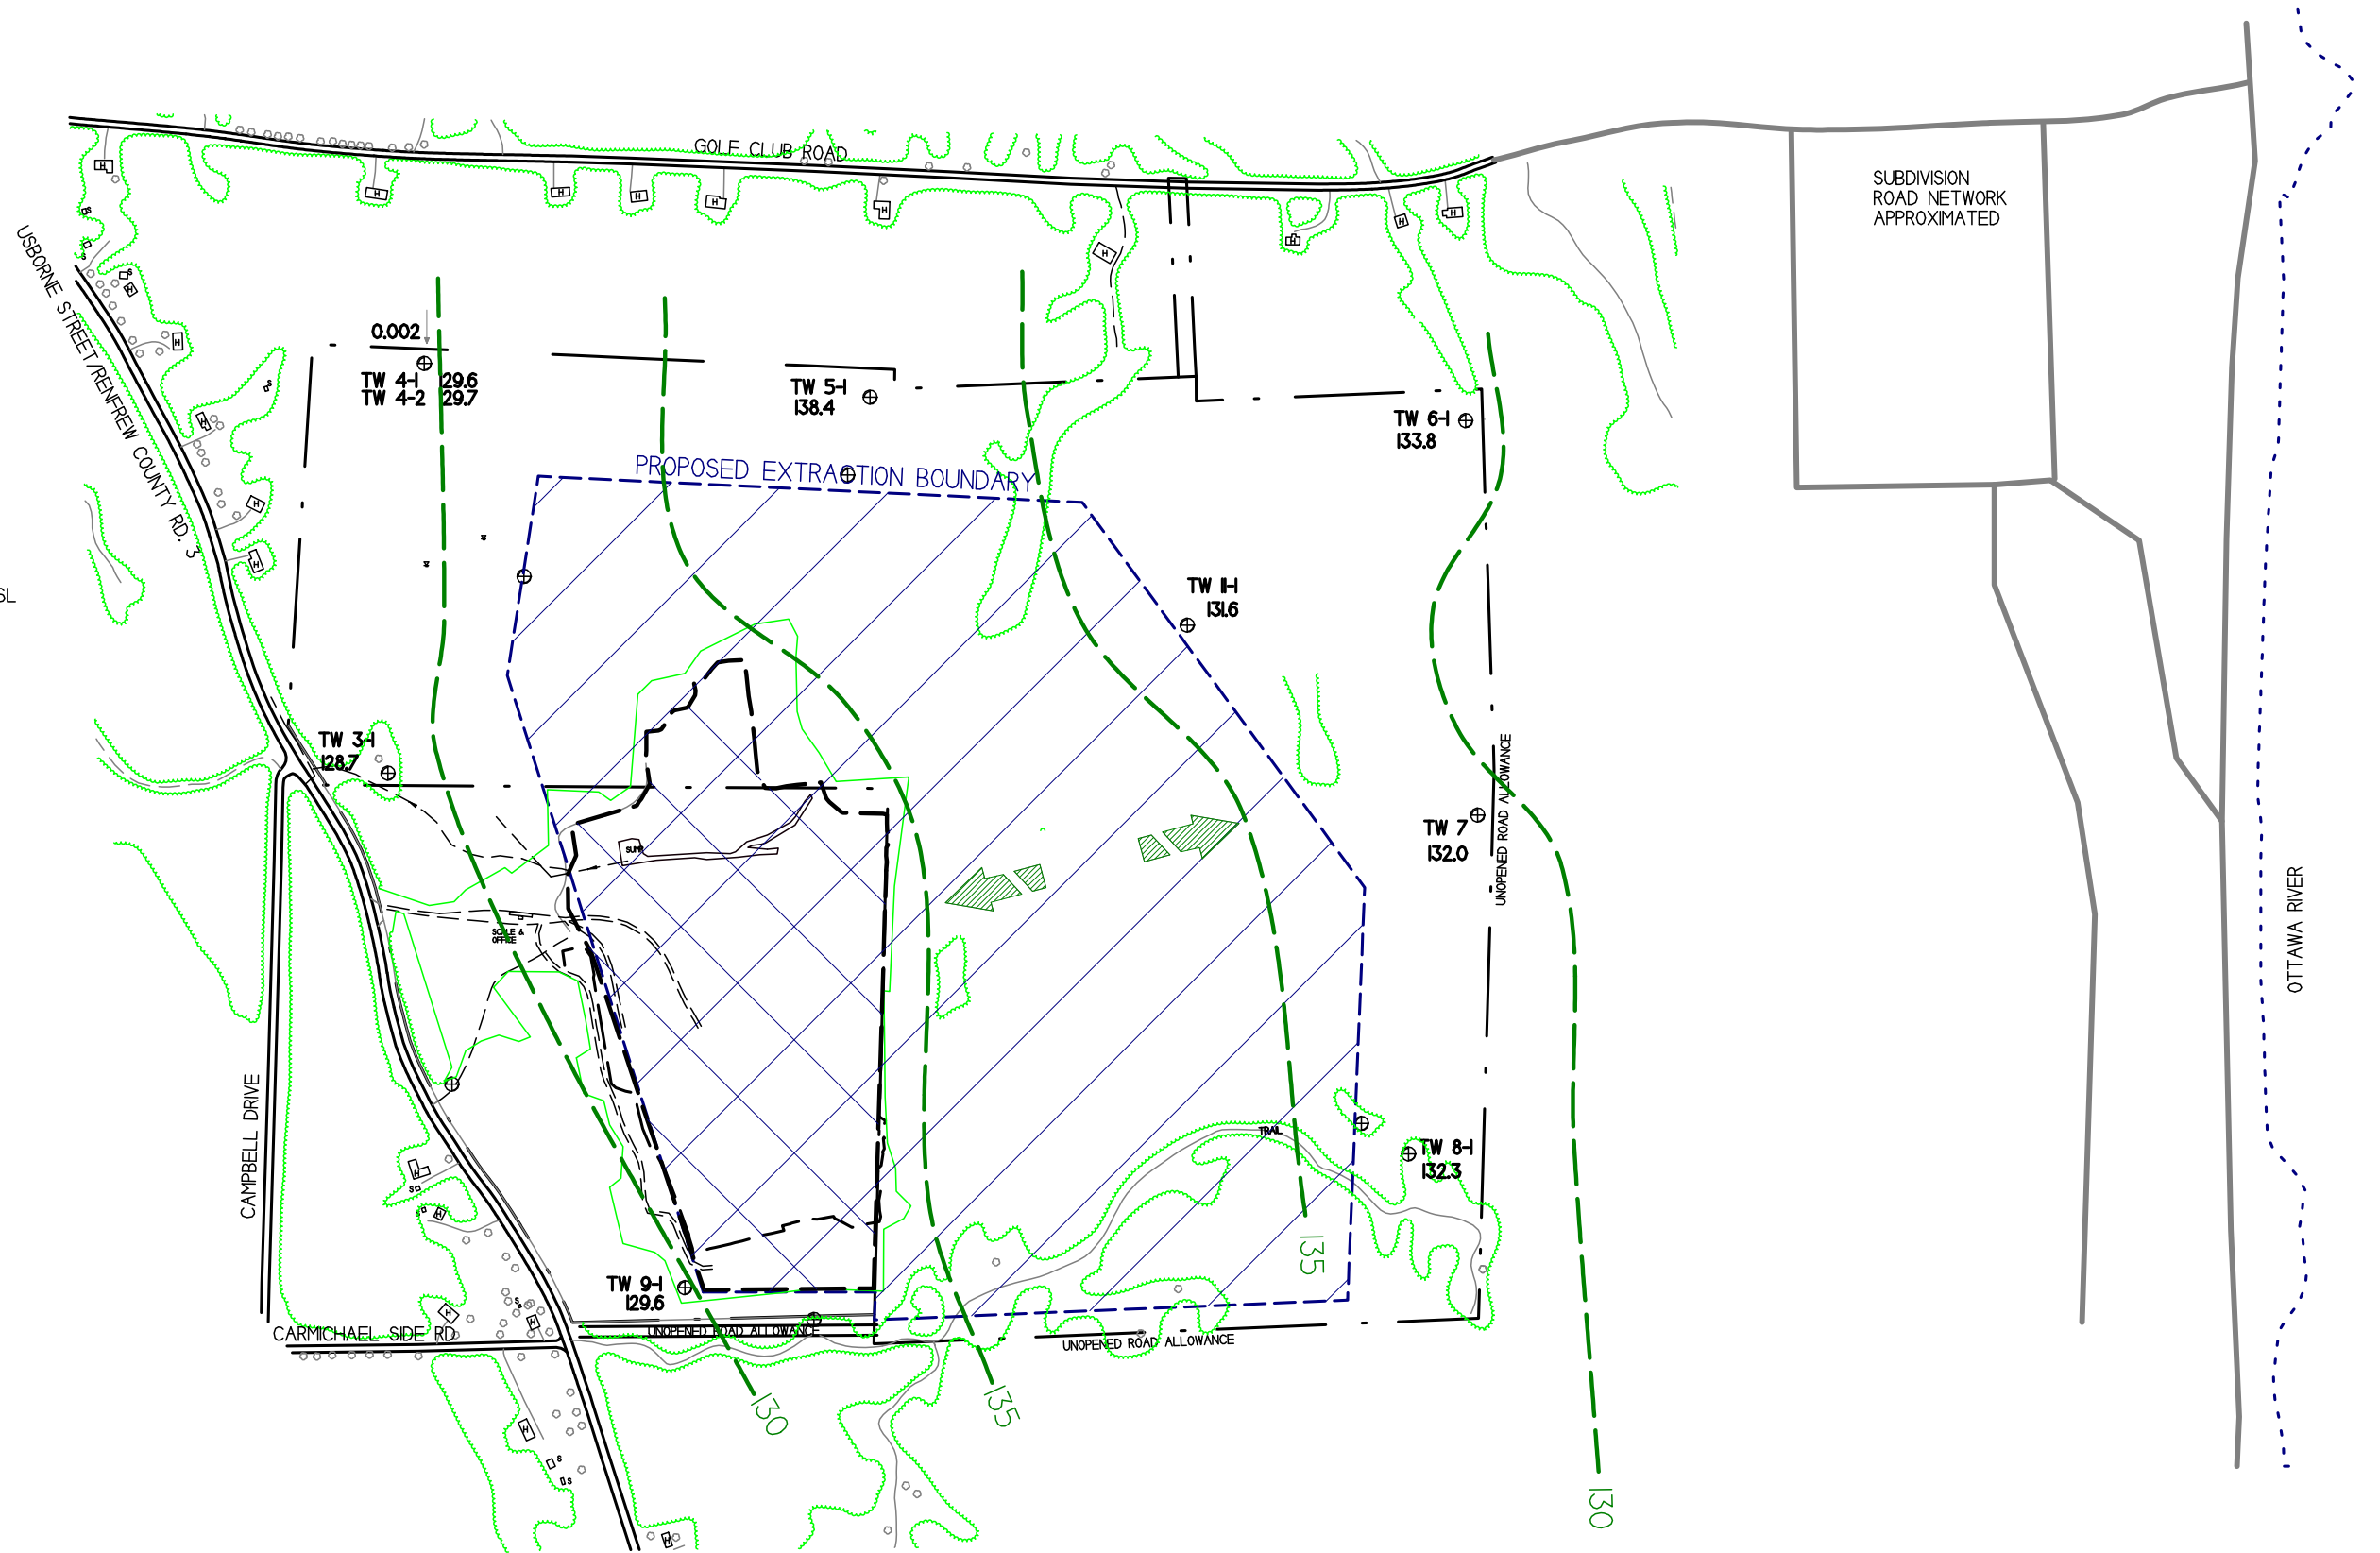 GOLF CLUB ROAD
SUBDIVISION
ROAD NETWORK
APPROXIMATED
USBORNE STREET/RENFREW COUNTY RD. 3
0.002
TW 4-1 129.6
TW 4-2 129.7
TW 5-1
138.4
TW 6-1
133.8
PROPOSED EXTRACTION BOUNDARY
TW 11-1
131.6
SL
TW 3-1
128.7
UNOPENED ROAD ALLOWANCE
TW 7
132.0
SUMP
OTTAWA RIVER
SCALE &
OFFICE
CAMPBELL DRIVE
TRAIL
TW 8-1
132.3
135
TW 9-1
129.6
CARMICHAEL SIDE RD
UNOPENED ROAD ALLOWANCE
UNOPENED ROAD ALLOWANCE
130
135
130